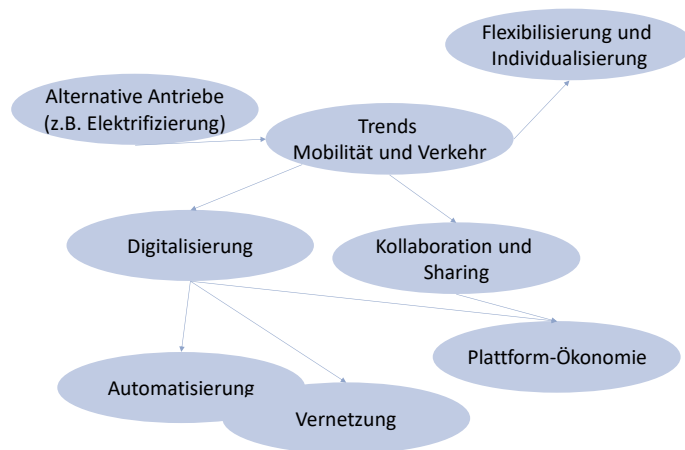 Flexibilisierung und
Individualisierung
Alternative Antriebe
(z.B. Elektrifizierung)
Trends
Mobilität und Verkehr
Digitalisierung
Kollaboration und
Sharing
Plattform-Ökonomie
Automatisierung
Vernetzung